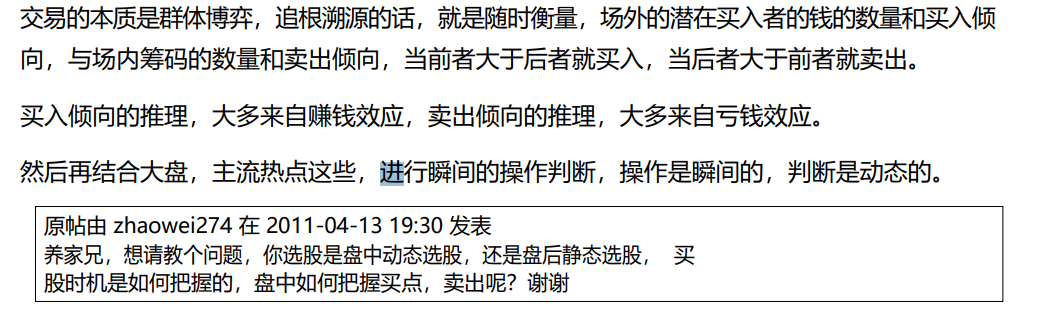 交易的本质是群体博弈，追根溯源的话，就是随时衡量，场外的潜在买入者的钱的数量和买入倾
向，与场内筹码的数量和卖出倾向，当前者大于后者就买入，当后者大于前者就卖出。
买入倾向的推理，大多来自赚钱效应，卖出倾向的推理，大多来自亏钱效应。
然后再结合大盘，主流热点这些，进行瞬间的操作判断，操作是瞬间的，判断是动态的。
原帖由 zhaowei274 在 2011-04-13 19:30 发表
养家兄，想请教个问题，你选股是盘中动态选股，还是盘后静态选股， 买
股时机是如何把握的，盘中如何把握买点，卖出呢？谢谢